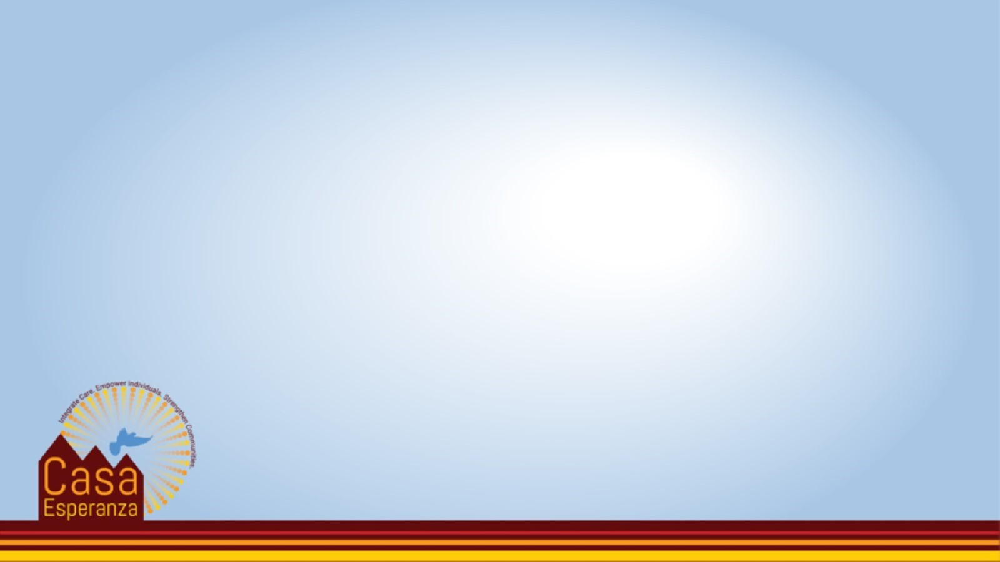 Integrate Care. Empower Individuals. Strengthen Communities.
Casa
Esperanza